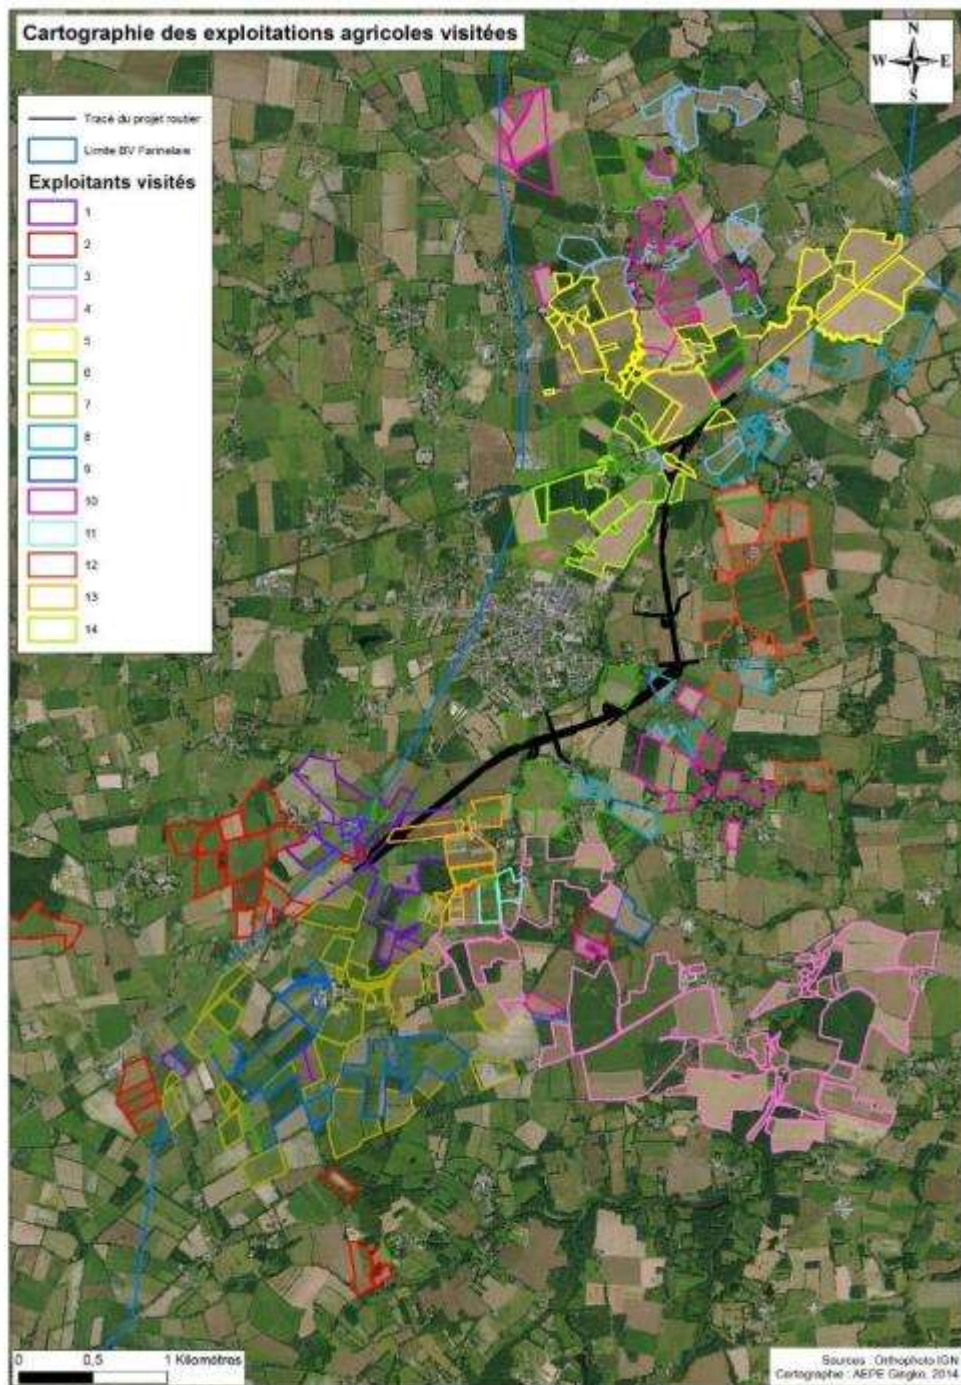 Cartographie des exploitations agricoles visitées
N
W E
S
Tracé du projet routier
Limite BV Farinelais
Exploitants visités
1
2
3
4
5
6
7
8
9
10
11
12
13
14
0 0,5 1 Kilomètres
Sources : Orthophoto IGN
Cartographie : AEPE Gingko, 2014